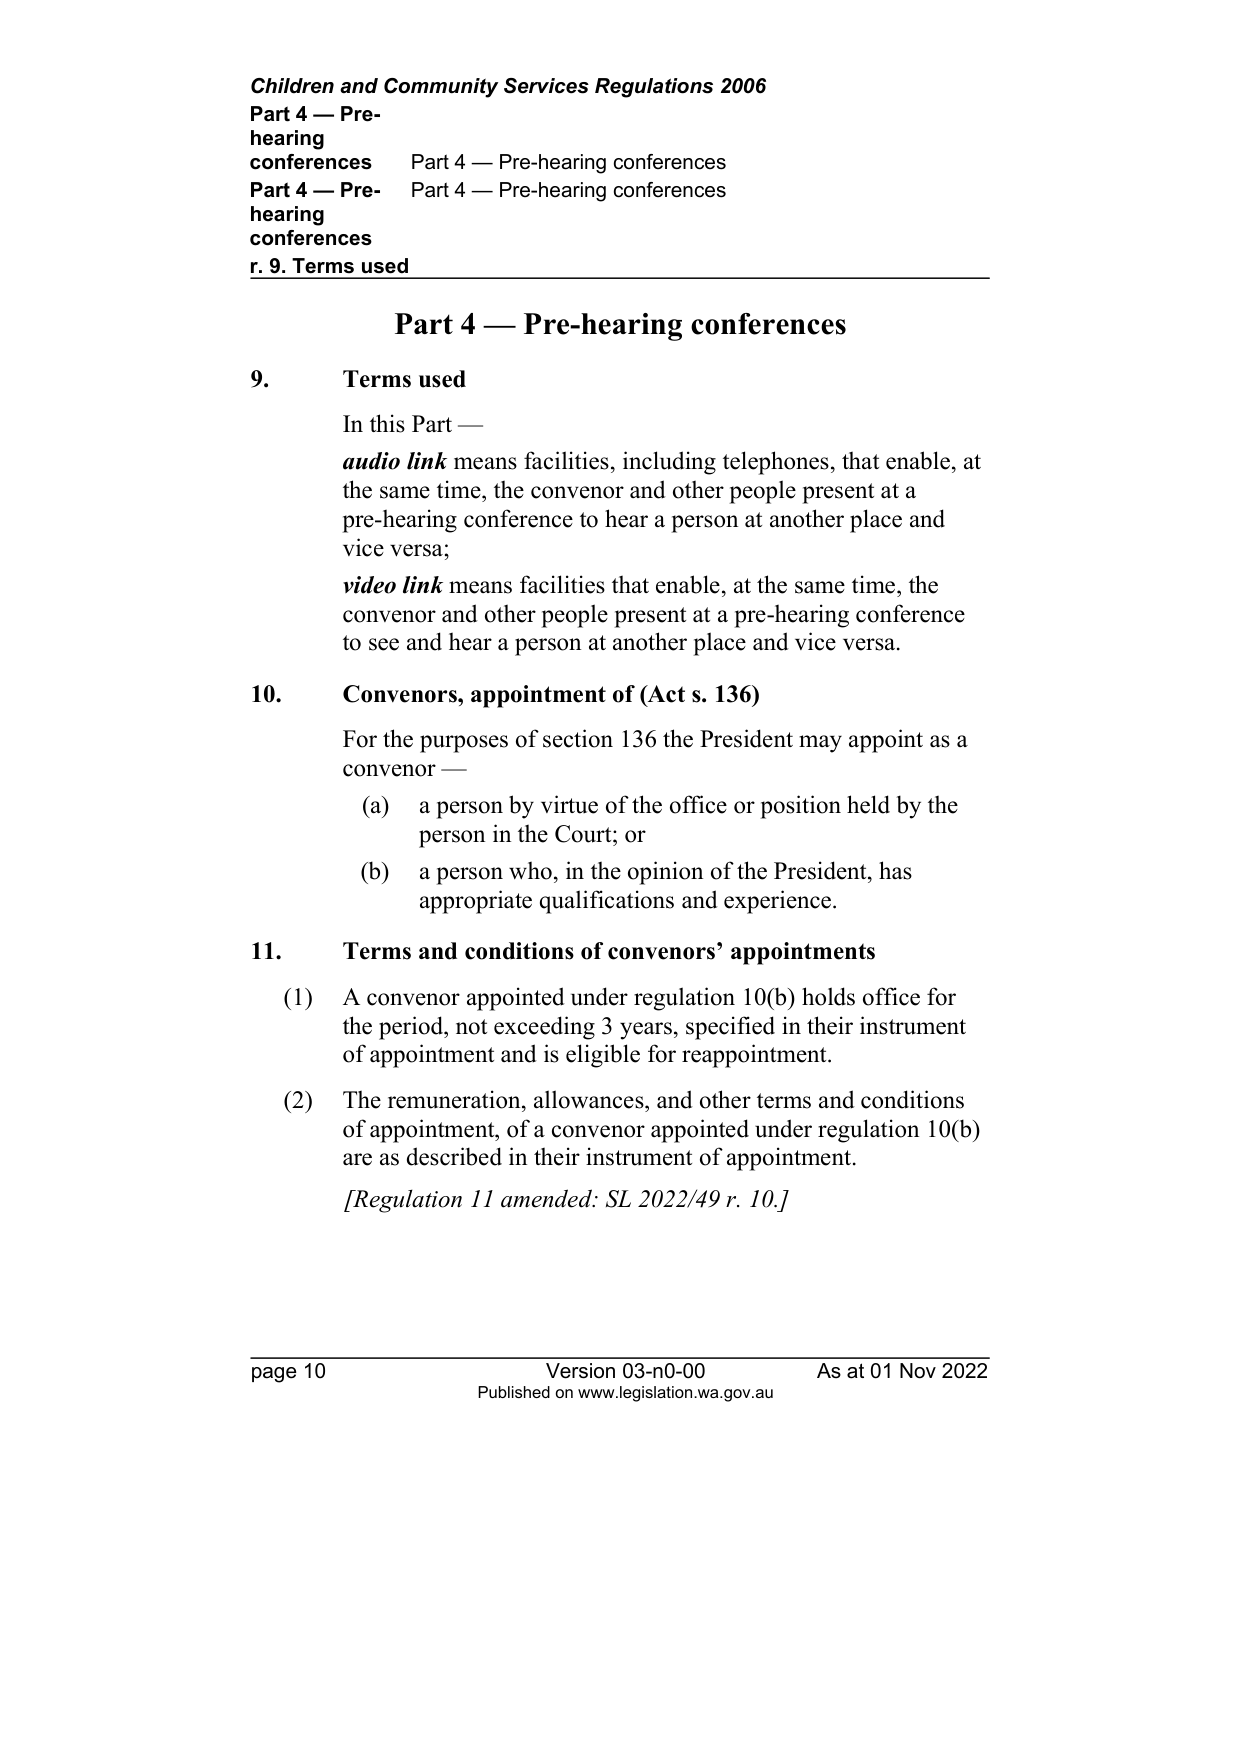 Children and Community Services Regulations 2006
Part 4 — Pre-
hearing
conferences Part 4 — Pre-hearing conferences
Part 4 — Pre- Part 4 — Pre-hearing conferences
hearing
conferences
r. 9. Terms used
Part 4 — Pre-hearing conferences
9. Terms used
In this Part —
audio link means facilities, including telephones, that enable, at
the same time, the convenor and other people present at a
pre-hearing conference to hear a person at another place and
vice versa;
video link means facilities that enable, at the same time, the
convenor and other people present at a pre-hearing conference
to see and hear a person at another place and vice versa.
10. Convenors, appointment of (Act s. 136)
For the purposes of section 136 the President may appoint as a
convenor —
(a) a person by virtue of the office or position held by the
person in the Court; or
(b) a person who, in the opinion of the President, has
appropriate qualifications and experience.
11. Terms and conditions of convenors’ appointments
(1) A convenor appointed under regulation 10(b) holds office for
the period, not exceeding 3 years, specified in their instrument
of appointment and is eligible for reappointment.
(2) The remuneration, allowances, and other terms and conditions
of appointment, of a convenor appointed under regulation 10(b)
are as described in their instrument of appointment.
[Regulation 11 amended: SL 2022/49 r. 10.]
page 10 Version 03-n0-00 As at 01 Nov 2022
Published on www.legislation.wa.gov.au